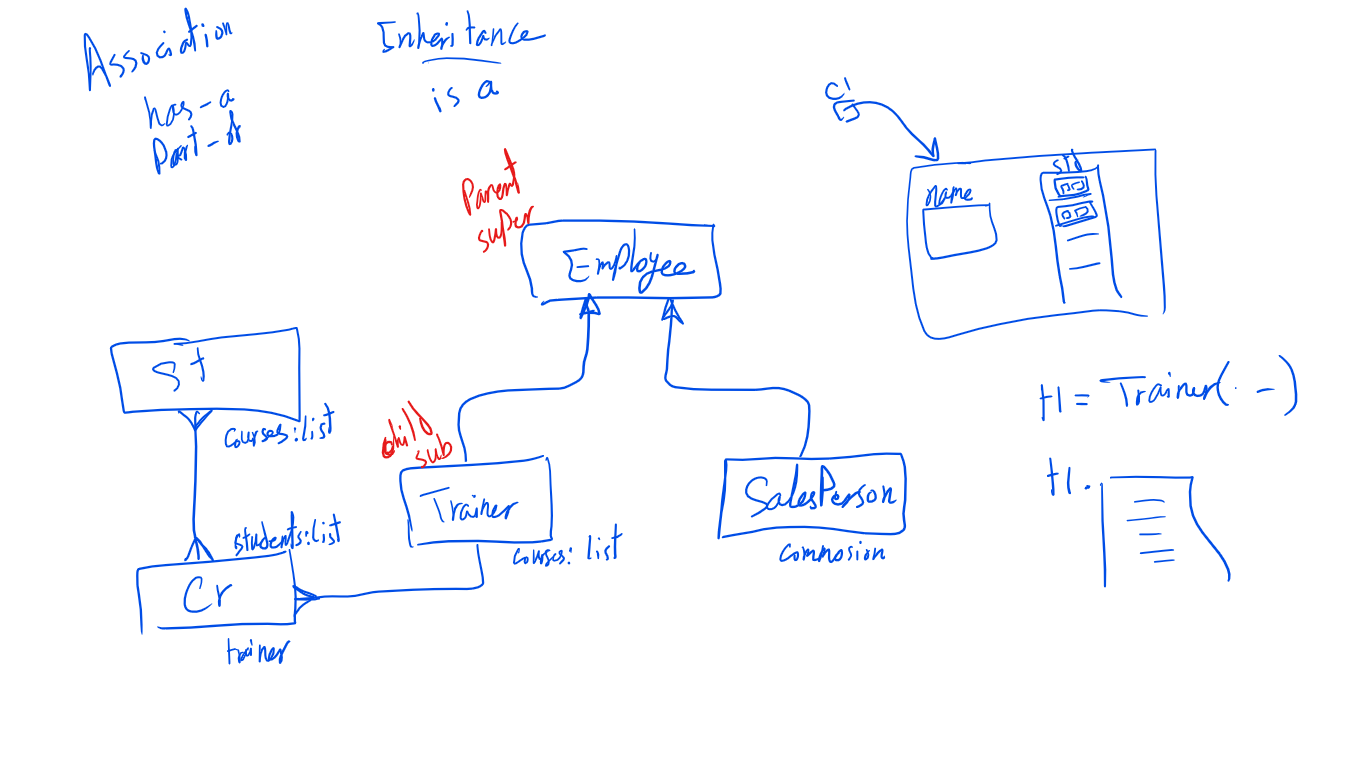 Association
has-a
Part-of
Inheritance
is a
Parent
super
Employee
c1
name
std
St
courses:list
child
sub
Trainer
courses: list
SalesPerson
commosion
students:list
Cr
trainer
t1 = Trainer( - )
t1.